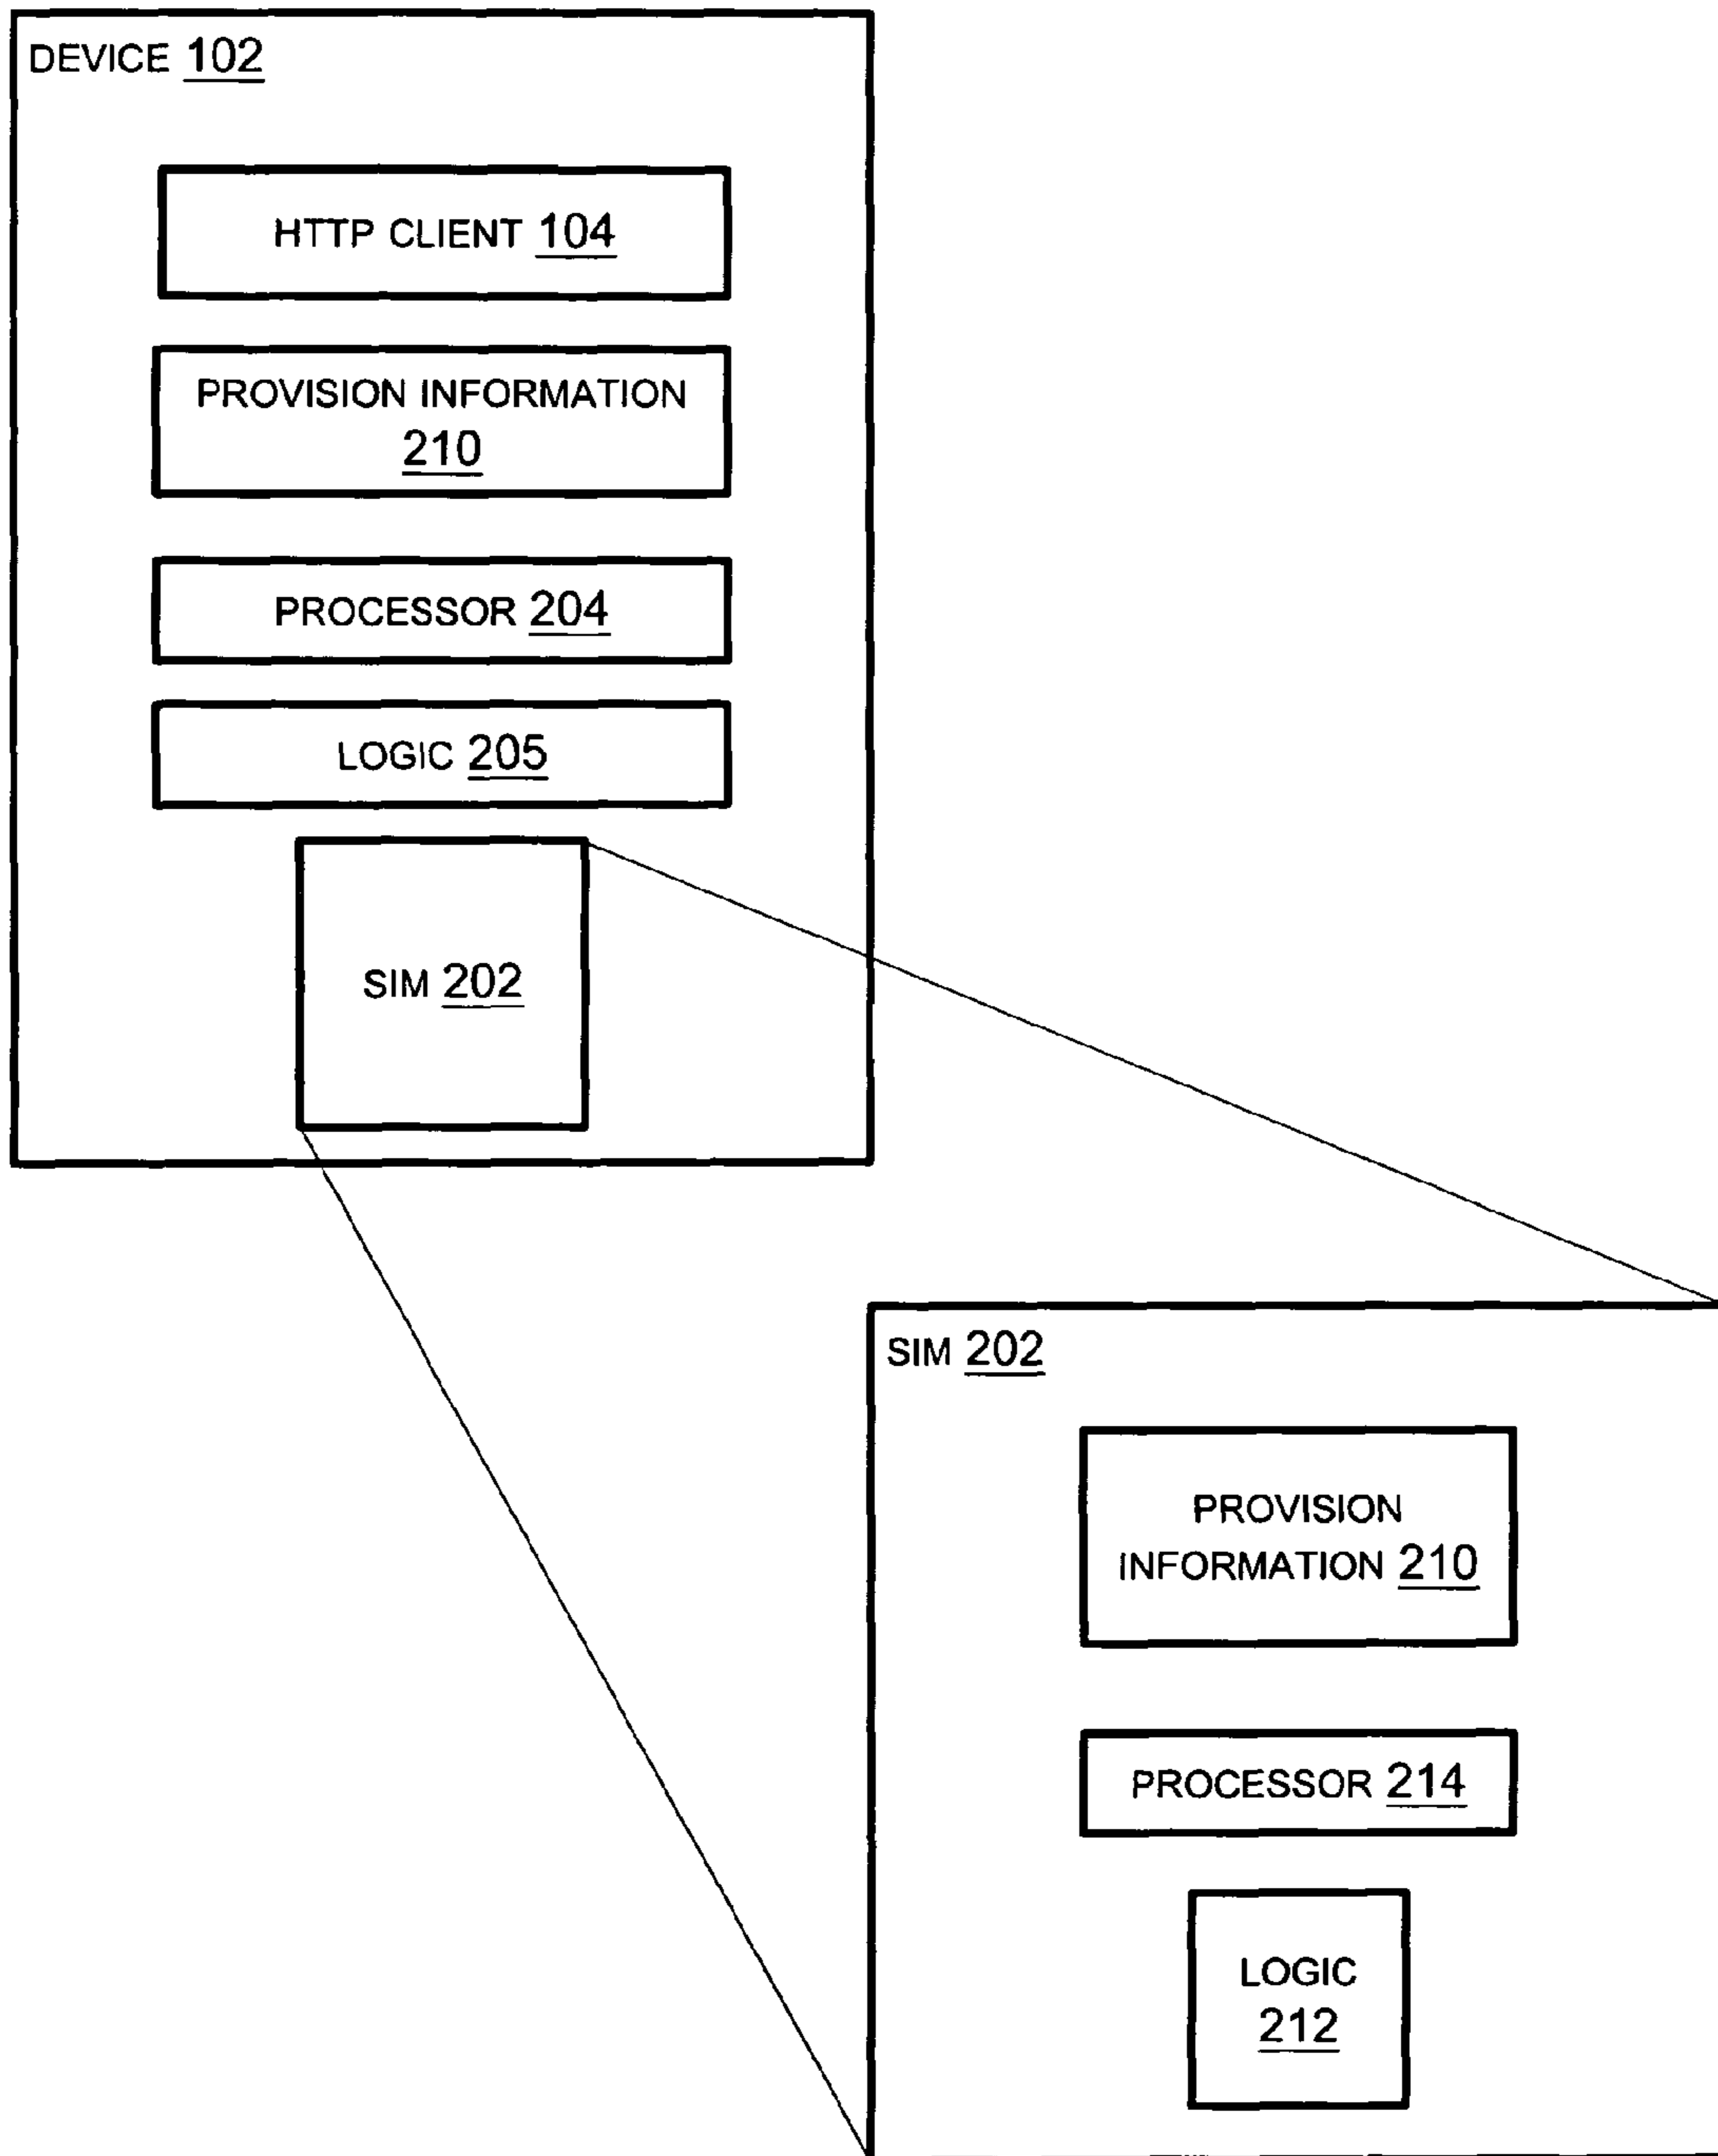 DEVICE 102
HTTP CLIENT 104
PROVISION INFORMATION
210
PROCESSOR 204
LOGIC 205
SIM 202
SIM 202
PROVISION
INFORMATION 210
PROCESSOR 214
LOGIC
212